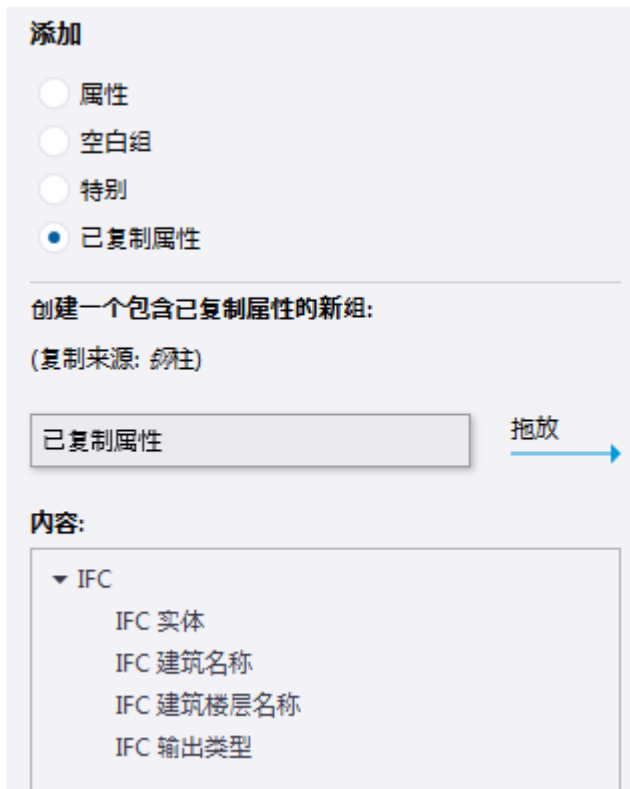 添加
属性
空白组
特别
已复制属性
创建一个包含已复制属性的新组:
(复制来源: 钢柱)
已复制属性
拖放
内容:
IFC
IFC 实体
IFC 建筑名称
IFC 建筑楼层名称
IFC 输出类型